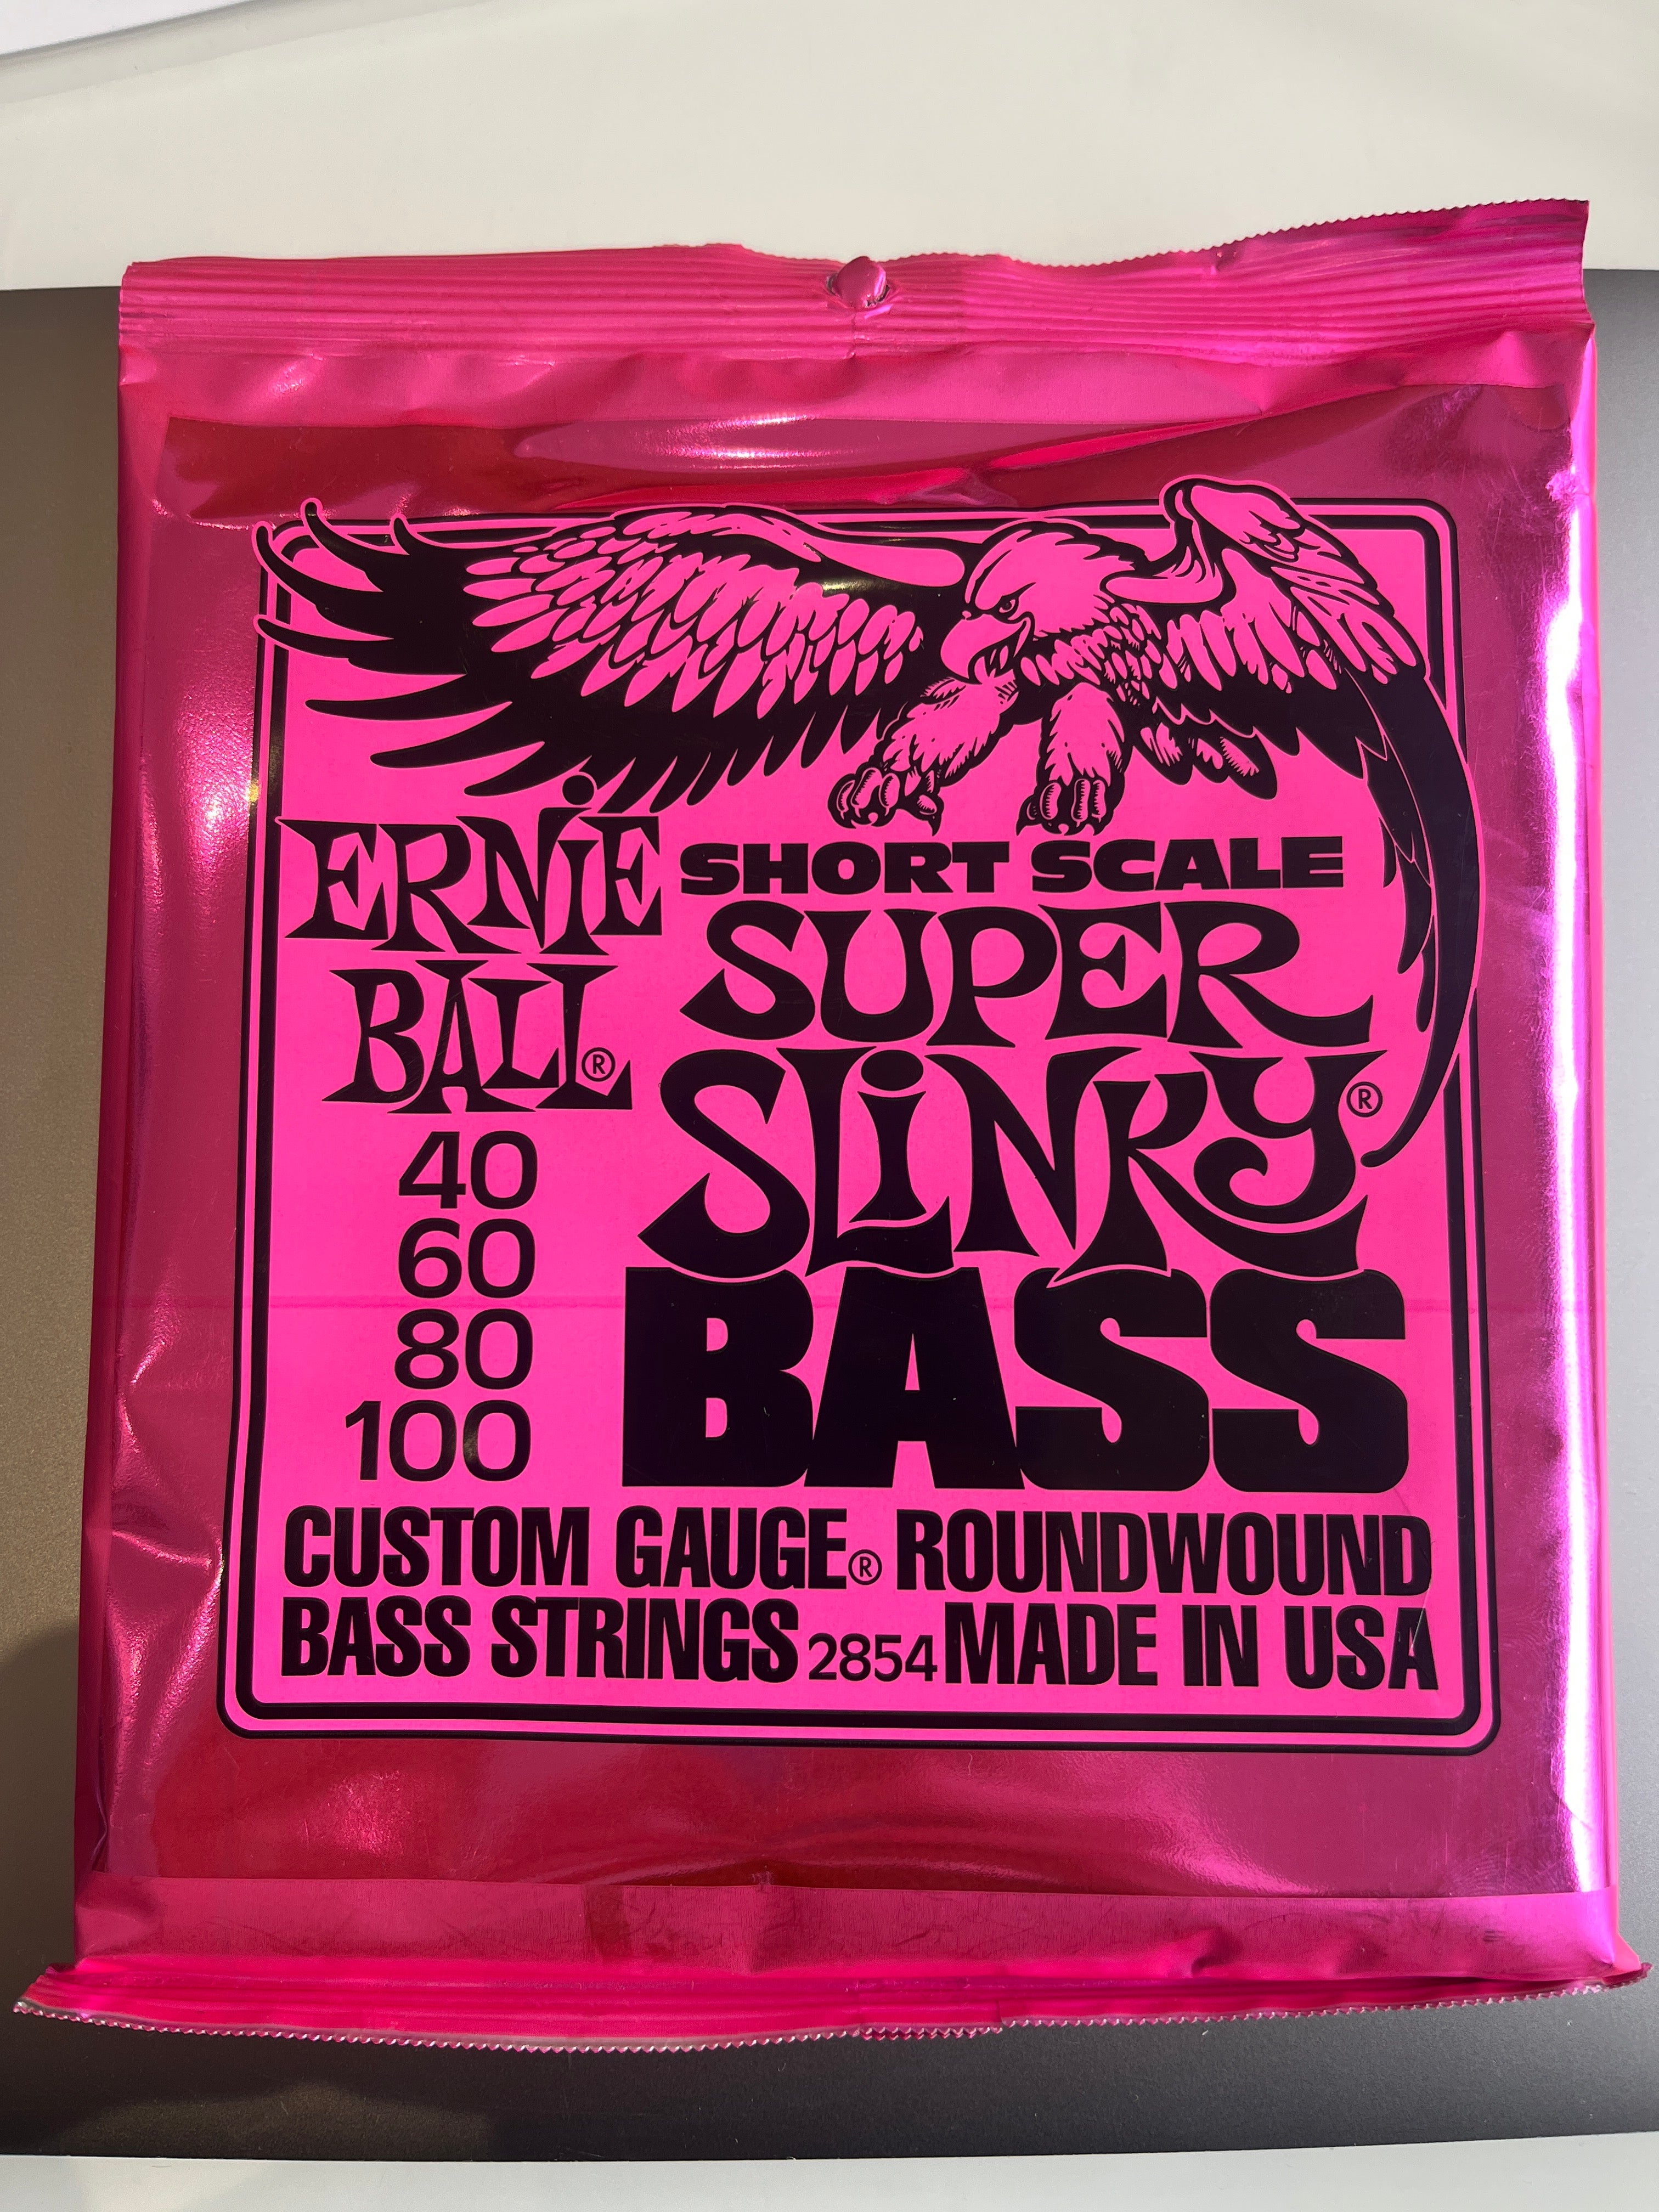 ERNiE
BALL®
SHORT SCALE
SUPER
SLiNKY®
BASS
40
60
80
100
CUSTOM GAUGE® ROUNDWOUND
BASS STRINGS 2854 MADE IN USA